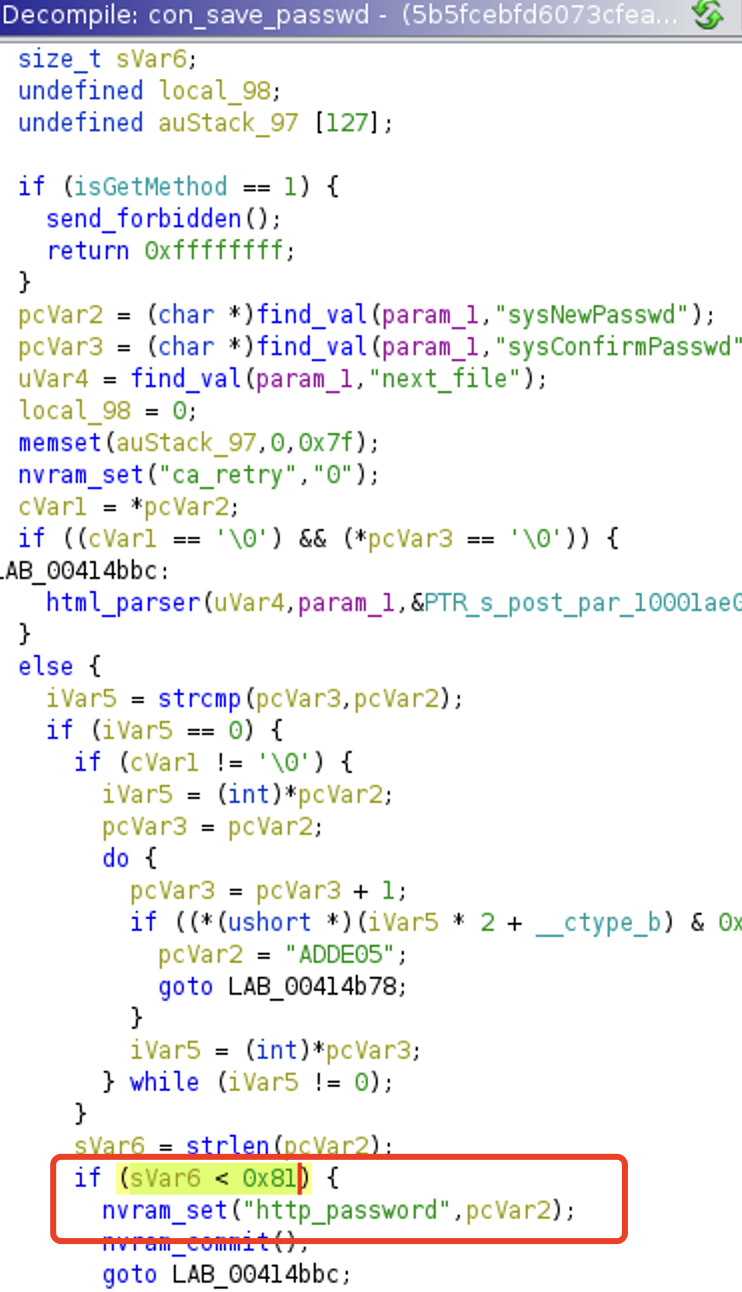 Decompile: con_save_passwd - (5b5fcebfd6073cfea...
size_t sVar6;
undefined local_98;
undefined auStack_97 [127];
if (isGetMethod == 1) {
send_forbidden();
return 0xffffffff;
}
pcVar2 = (char *)find_val(param_1,"sysNewPasswd");
pcVar3 = (char *)find_val(param_1,"sysConfirmPasswd"
uVar4 = find_val(param_1,"next_file");
local_98 = 0;
memset(auStack_97,0,0x7f);
nvram_set("ca_retry","0");
cVar1 = *pcVar2;
if ((cVar1 == '\0') && (*pcVar3 == '\0')) {
LAB_00414bbc:
html_parser(uVar4,param_1,&PTR_s_post_par_10001ae0
}
else {
iVar5 = strcmp(pcVar3,pcVar2);
if (iVar5 == 0) {
if (cVar1 != '\0') {
iVar5 = (int)*pcVar2;
pcVar3 = pcVar2;
do {
pcVar3 = pcVar3 + 1;
if ((*(ushort *)(iVar5 * 2 + __ctype_b) & 0x
pcVar2 = "ADDE05";
goto LAB_00414b78;
}
iVar5 = (int)*pcVar3;
} while (iVar5 != 0);
}
sVar6 = strlen(pcVar2);
if (sVar6 < 0x81) {
nvram_set("http_password",pcVar2);
nvram_commit();
goto LAB_00414bbc;